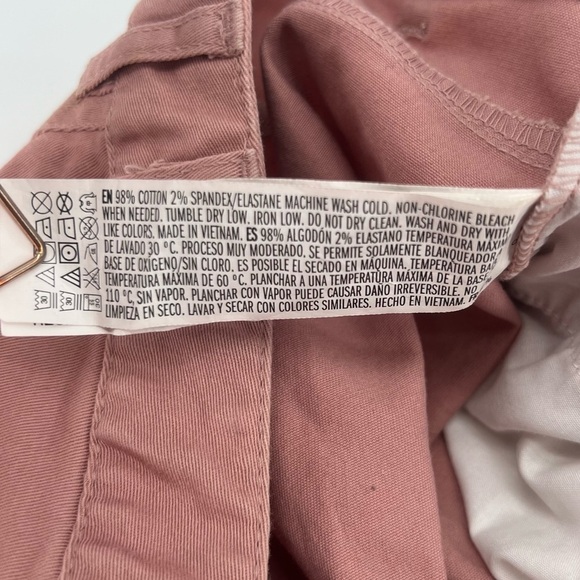 EN 98% COTTON 2% SPANDEX/ELASTANE MACHINE WASH COLD. NON-CHLORINE BLEACH
WHEN NEEDED. TUMBLE DRY LOW. IRON LOW. DO NOT DRY CLEAN. WASH AND DRY WITH
LIKE COLORS. MADE IN VIETNAM. ES 98% ALGODÓN 2% ELASTANO TEMPERATURA MÁXIMA
DE LAVADO 30 °C. PROCESO MUY MODERADO. SE PERMITE SOLAMENTE BLANQUEADOR
BASE DE OXÍGENO/SIN CLORO. ES POSIBLE EL SECADO EN MÁQUINA, TEMPERATURA BAJA
TEMPERATURA MÁXIMA DE 60 °C. PLANCHAR A UNA TEMPERATURA MÁXIMA DE LA BASE
110 °C, SIN VAPOR. PLANCHAR CON VAPOR PUEDE CAUSAR DAÑO IRREVERSIBLE. NO
LIMPIEZA EN SECO. LAVAR Y SECAR CON COLORES SIMILARES. HECHO EN VIETNAM.